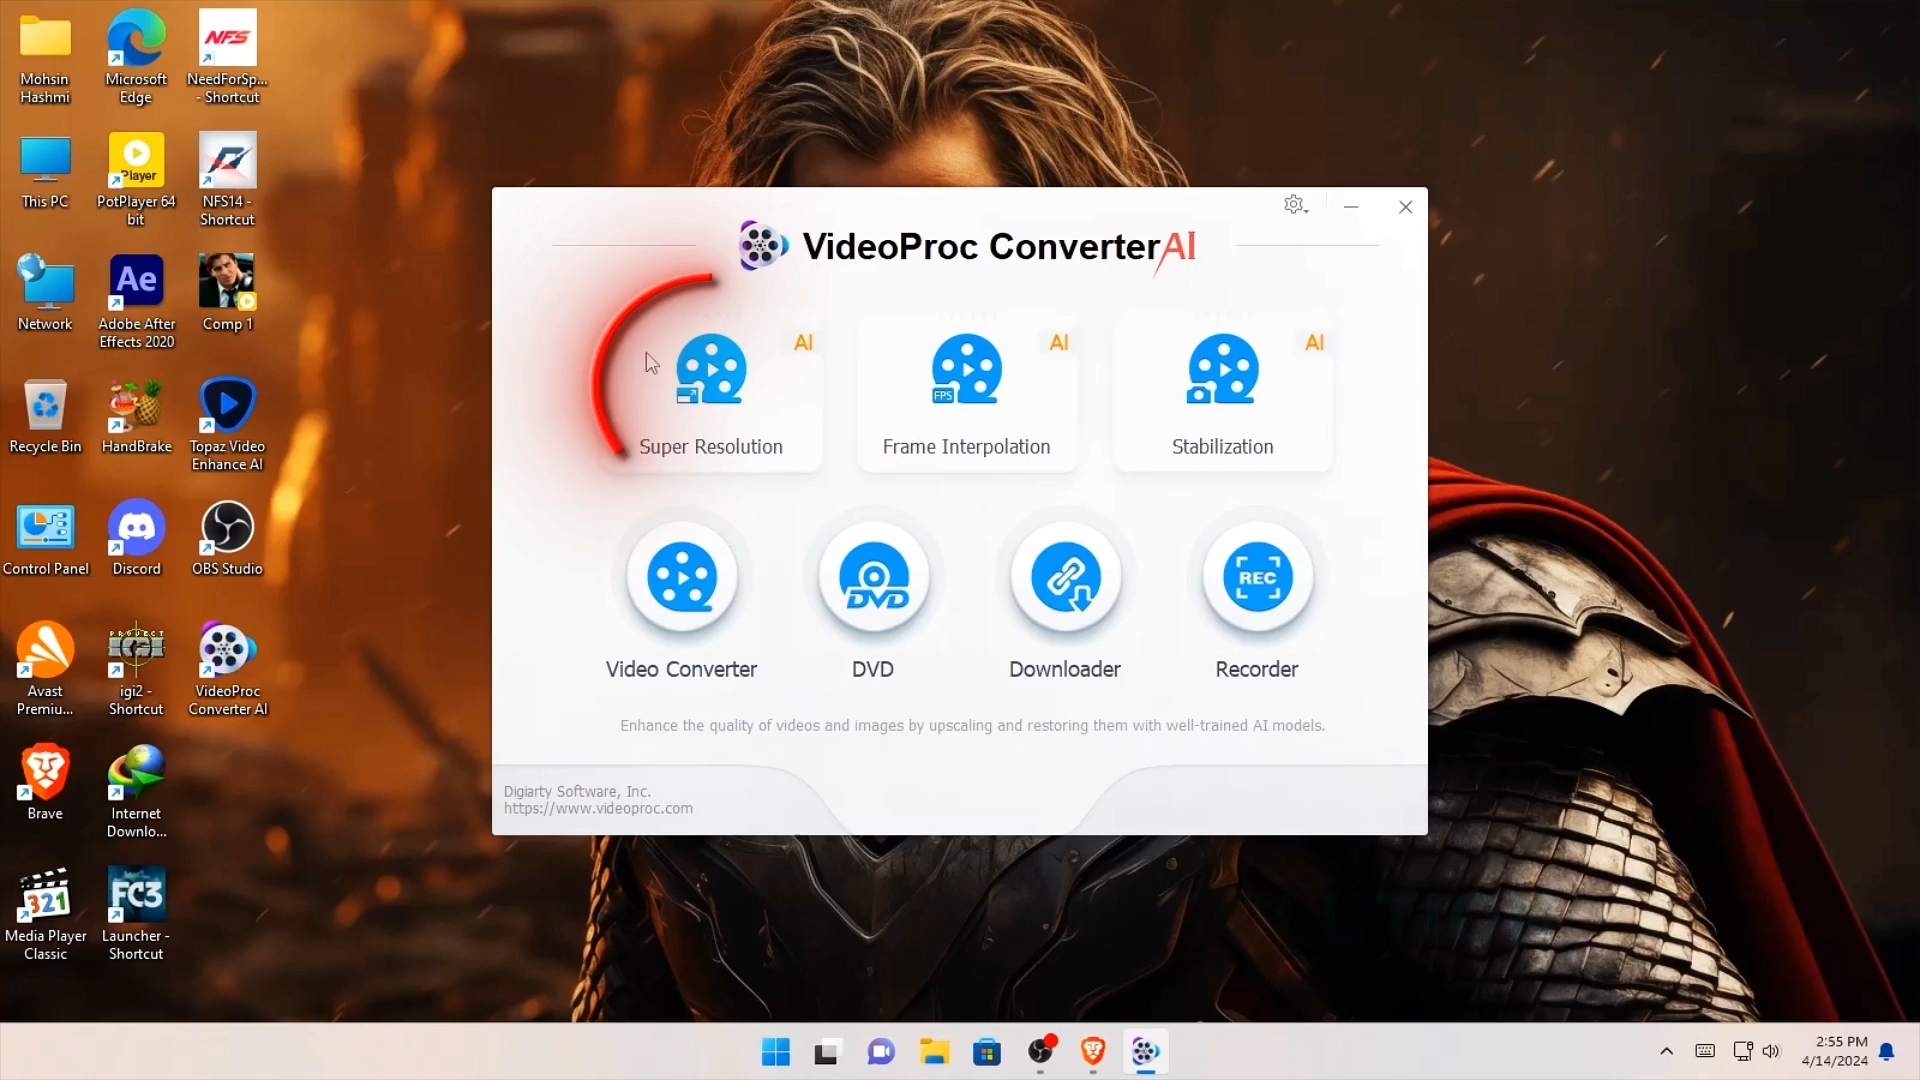 Mohsin
Hashmi
Microsoft
Edge
NFS
NeedForSp...
- Shortcut
This PC
Player
PotPlayer 64
bit
NFS14 -
Shortcut
Network
Ae
Adobe After
Effects 2020
Comp 1
Recycle Bin
HandBrake
Topaz Video
Enhance AI
Control Panel
Discord
OBS Studio
Avast
Premiu...
PROJECT
igi2 -
Shortcut
VideoProc
Converter AI
Brave
Internet
Downlo...
321
Media Player
Classic
FC3
Launcher -
Shortcut
VideoProc ConverterAI
AI
Super Resolution
AI
FPS
Frame Interpolation
AI
Stabilization
Video Converter
DVD
DVD
Downloader
REC
Recorder
Enhance the quality of videos and images by upscaling and restoring them with well-trained AI models.
Digiarty Software, Inc.
https://www.videoproc.com
2:55 PM
4/14/2024